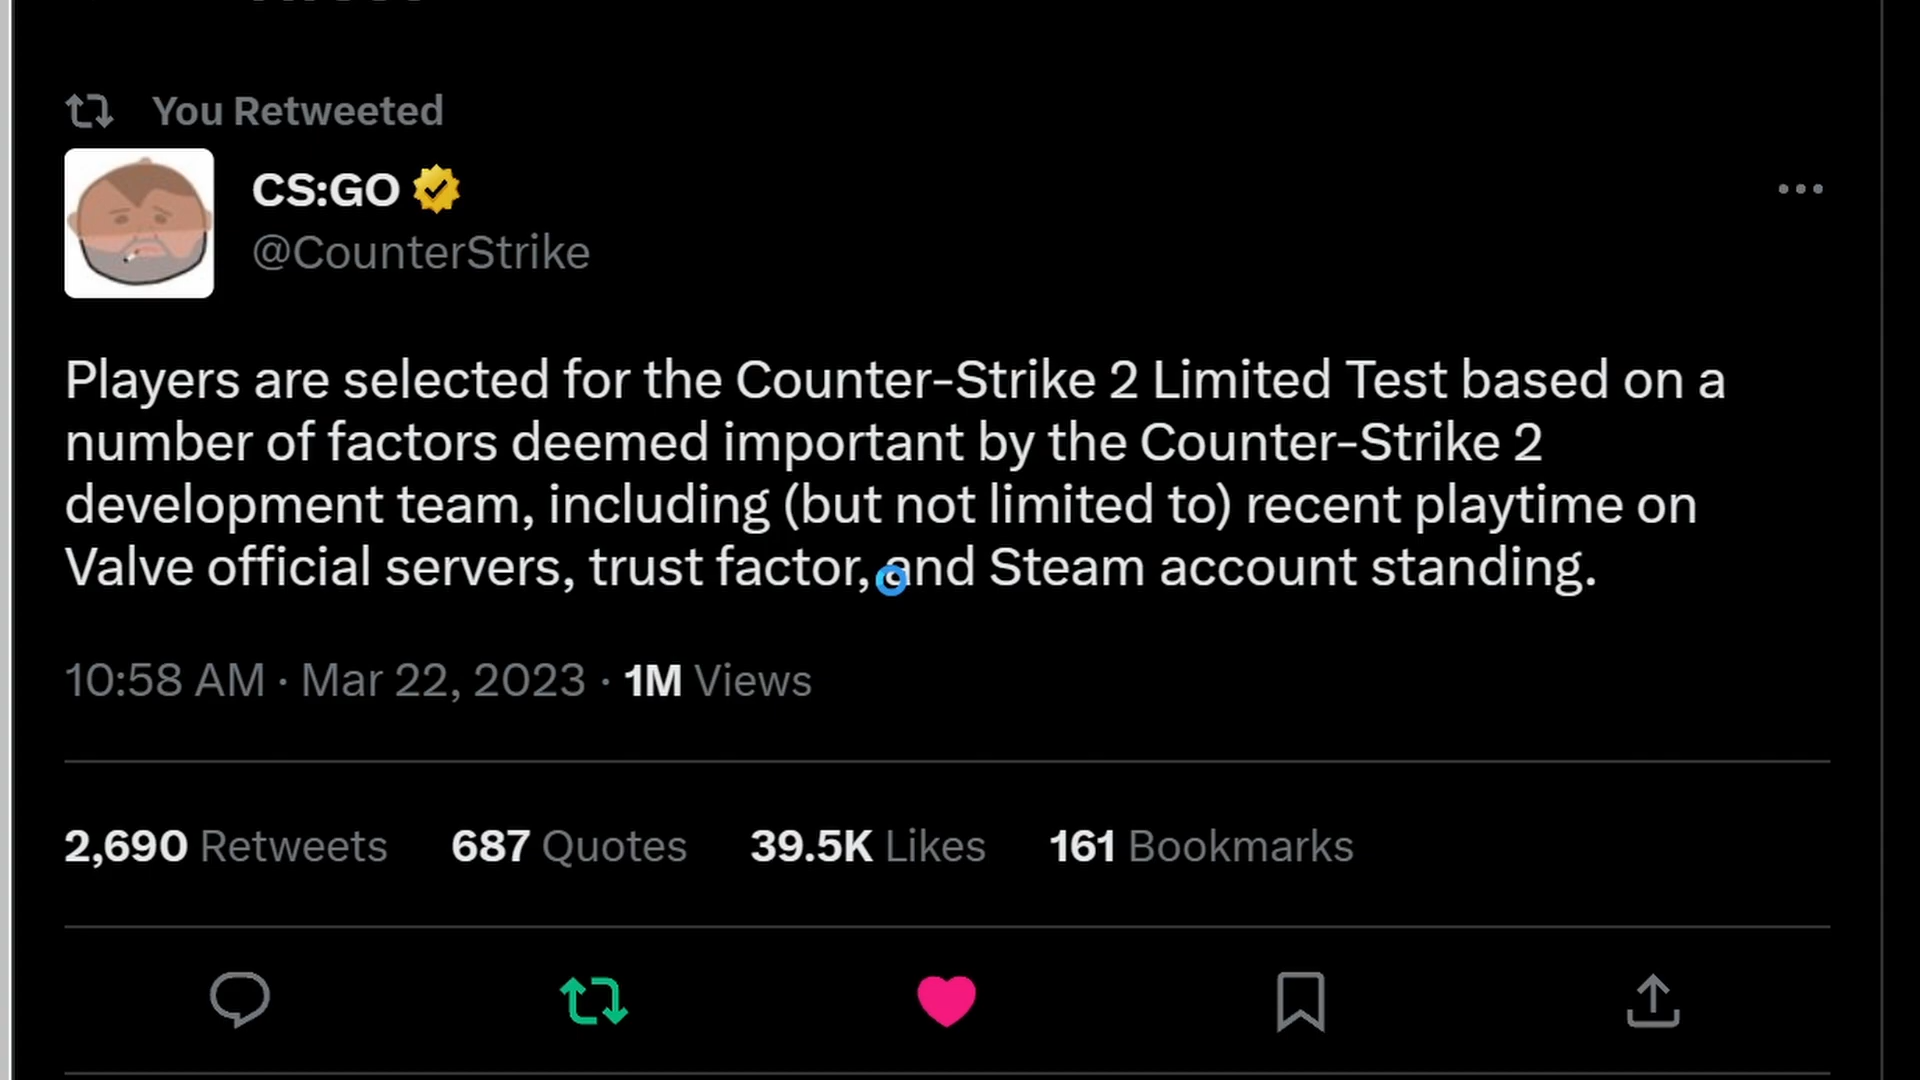 You Retweeted
CS:GO
@CounterStrike
Players are selected for the Counter-Strike 2 Limited Test based on a
number of factors deemed important by the Counter-Strike 2
development team, including (but not limited to) recent playtime on
Valve official servers, trust factor, and Steam account standing.
10:58 AM · Mar 22, 2023 · 1M Views
2,690 Retweets 687 Quotes 39.5K Likes 161 Bookmarks